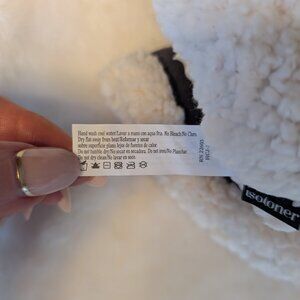 Hand wash cool water/Lavar a mano con agua fria. No Bleach/No Cloro.
Dry flat away from heat/Reformar y secar
sobre superficie plana lejos de fuentes de calor.
Do not tumble dry/No secar en secadora. Do not iron/No Planchar.
Do not dry clean/No lavar en seco.
RN 22603
isotoner